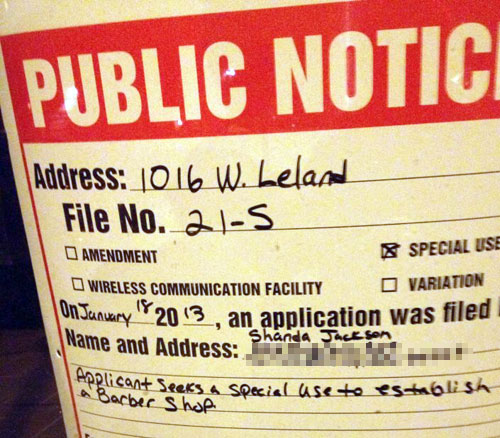 PUBLIC NOTIC
Address: 1016 W. Leland
File No. 21-S
☐ AMENDMENT ☒ SPECIAL USE
☐ WIRELESS COMMUNICATION FACILITY ☐ VARIATION
On January 18 2013, an application was filed
Name and Address: Shanda Jackson
Applicant Seeks a special use to establish
a Barber Shop.